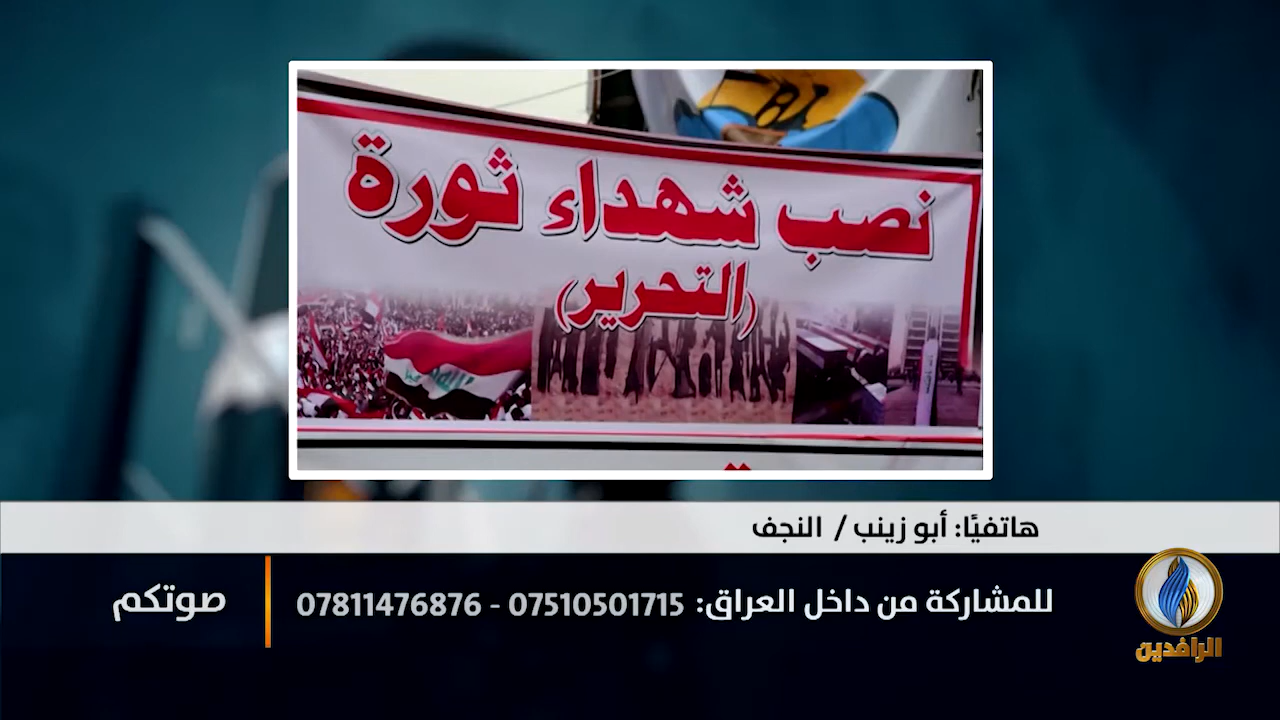 نصب شهداء ثورة
(التحرير)
هاتفيًا: أبو زينب / النجف
للمشاركة من داخل العراق: 07510501715 - 07811476876
صوتكم
الرافدين